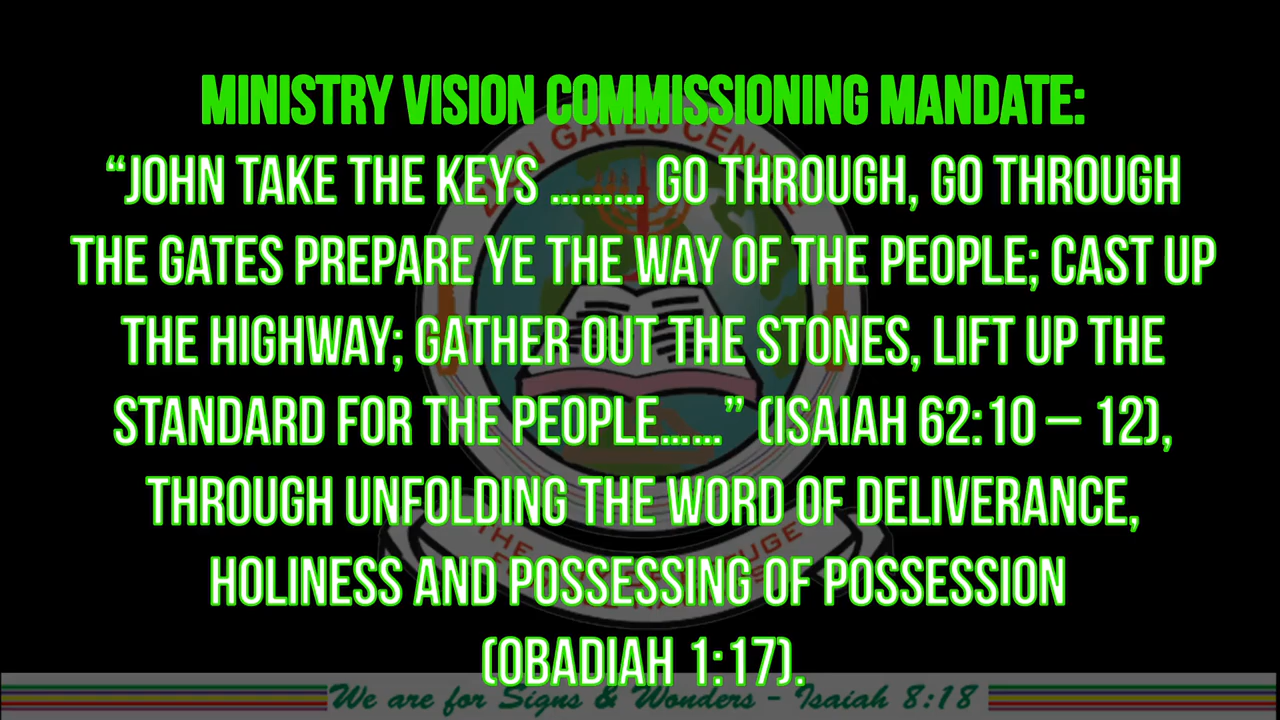 MINISTRY VISION COMMISSIONING MANDATE:
“JOHN TAKE THE KEYS ......... GO THROUGH, GO THROUGH
THE GATES PREPARE YE THE WAY OF THE PEOPLE; CAST UP
THE HIGHWAY; GATHER OUT THE STONES, LIFT UP THE
STANDARD FOR THE PEOPLE......” (ISAIAH 62:10 – 12),
THROUGH UNFOLDING THE WORD OF DELIVERANCE,
HOLINESS AND POSSESSING OF POSSESSION
(OBADIAH 1:17).
GATES
THE
We are for Signs & Wonders - Isaiah 8:18